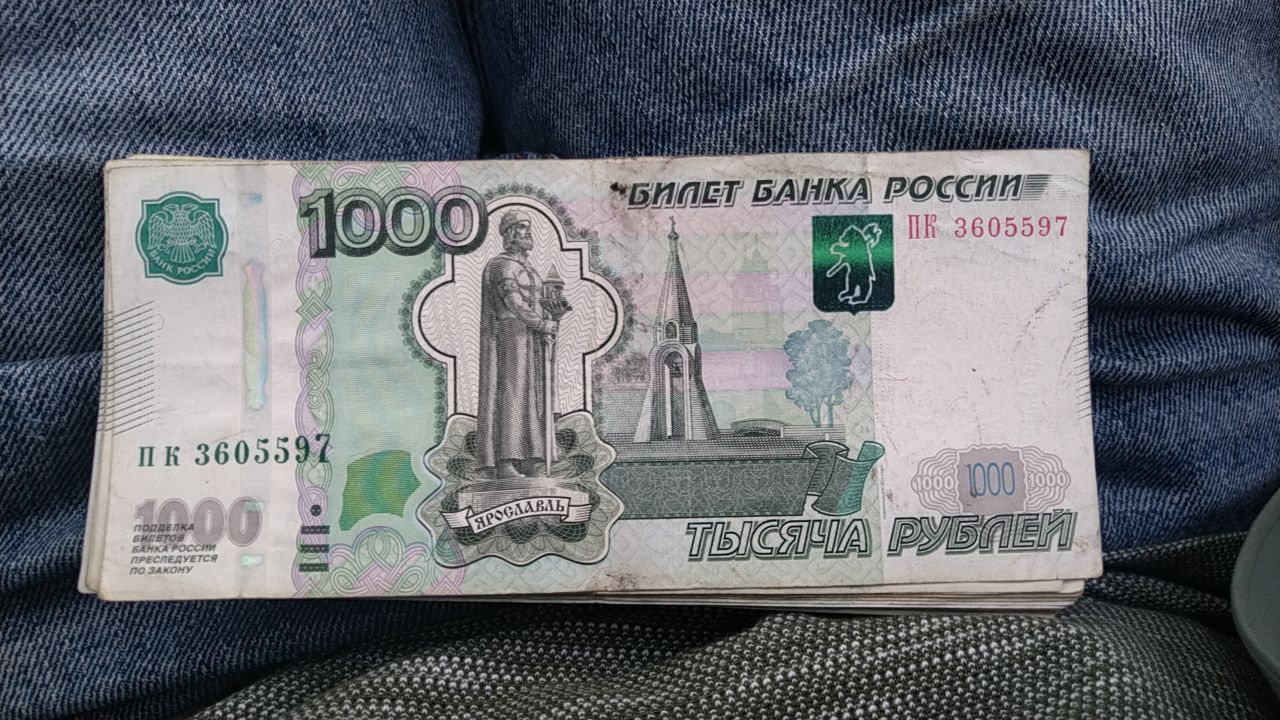 1000
БИЛЕТ БАНКА РОССИИ
ПК 3605597
БАНК РОССИИ
ПК 3605597
1000
ПОДДЕЛКА
БИЛЕТОВ
БАНКА РОССИИ
ПРЕСЛЕДУЕТСЯ
ПО ЗАКОНУ
ЯРОСЛАВЛЬ
1000 1000 1000
ТЫСЯЧА РУБЛЕЙ